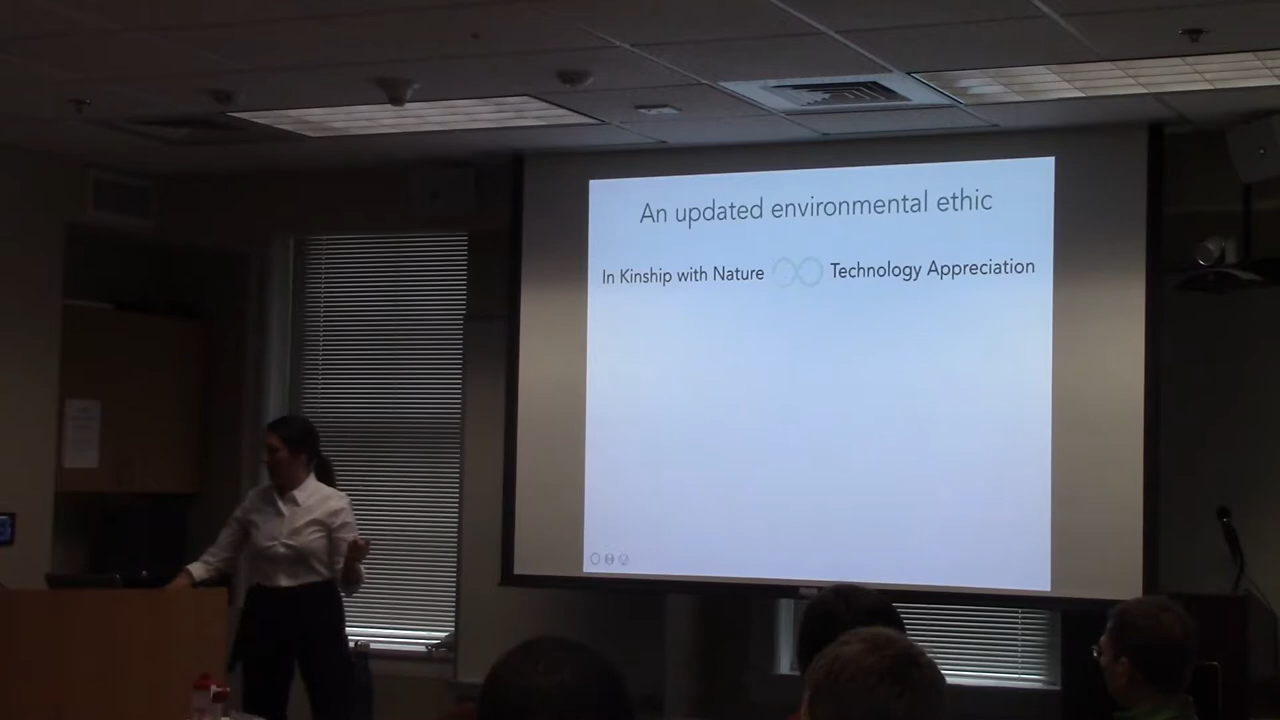 An updated environmental ethic
In Kinship with Nature Technology Appreciation